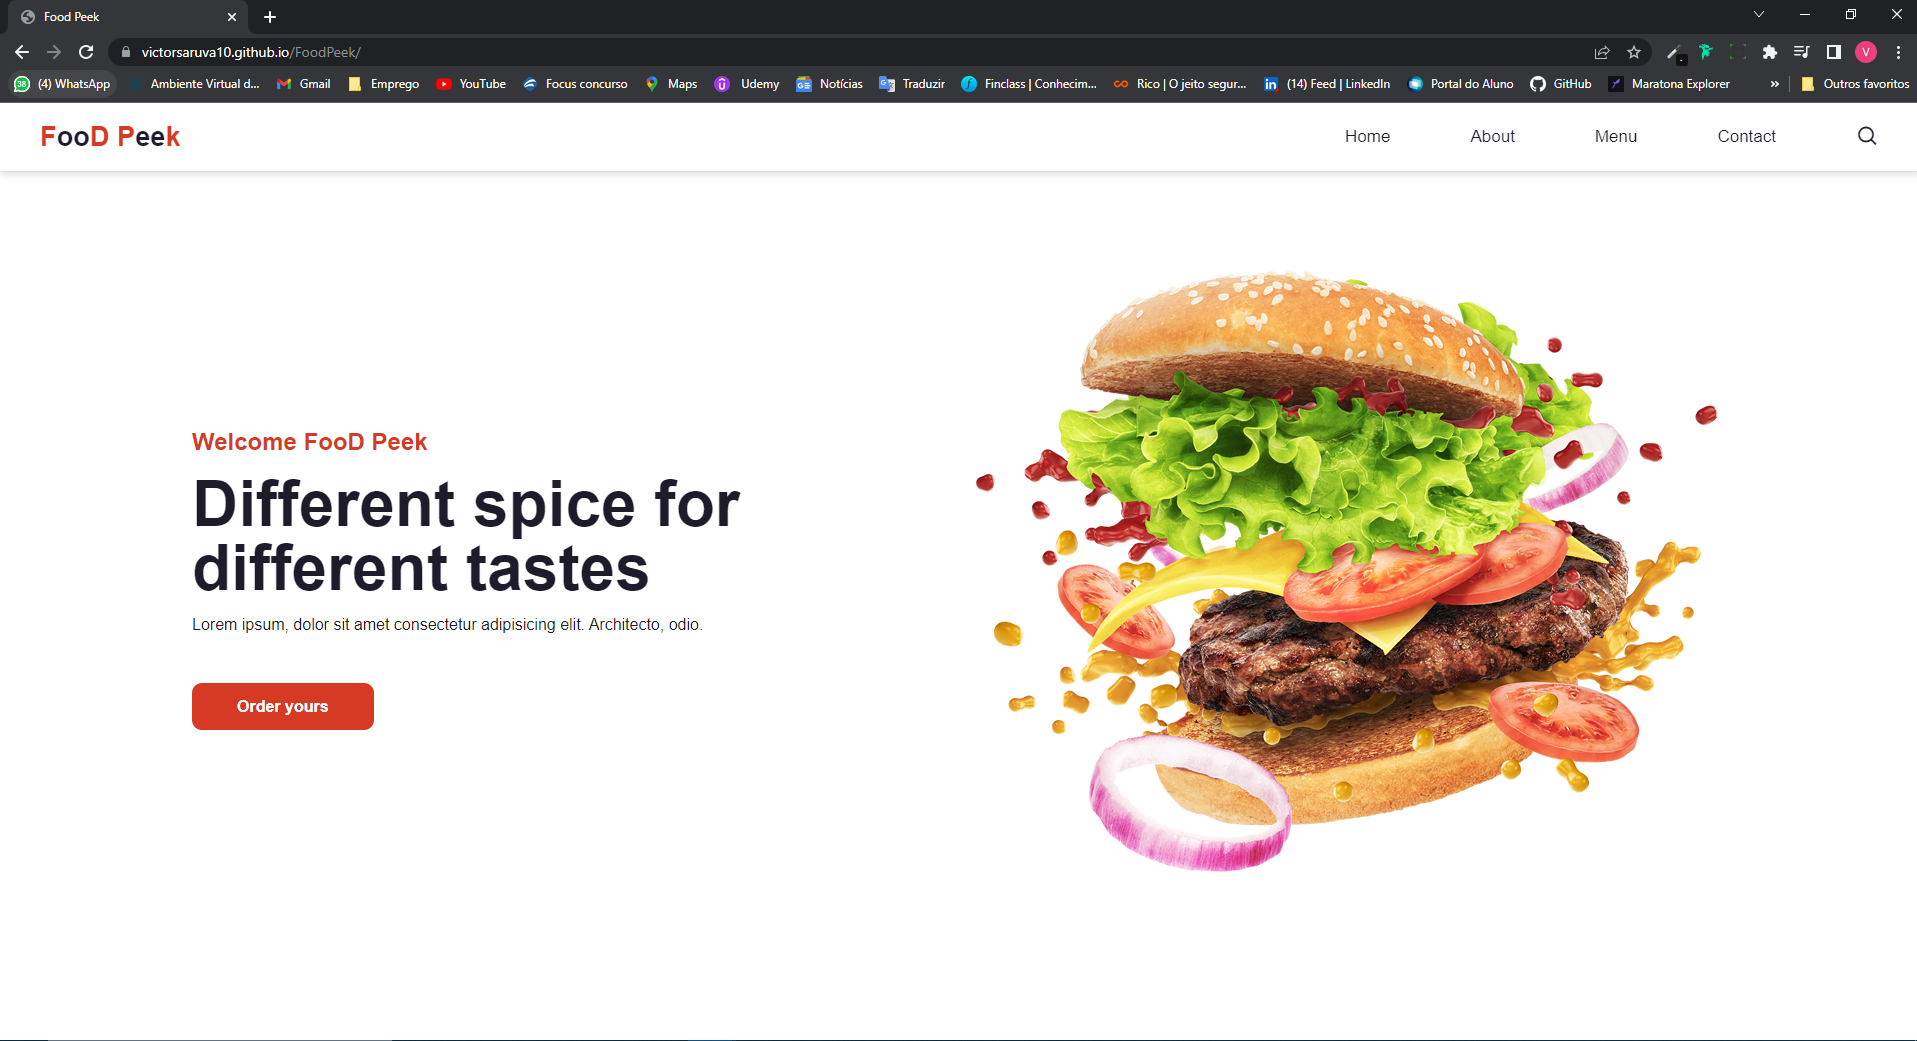 Food Peek
victorsaruva10.github.io/FoodPeek/
V
38 (4) WhatsApp Ambiente Virtual d... Gmail Emprego YouTube Focus concurso Maps Udemy Notícias Traduzir Finclass | Conhecim... Rico | O jeito segur... (14) Feed | LinkedIn Portal do Aluno GitHub Maratona Explorer » Outros favoritos
FooD Peek Home About Menu Contact
Welcome FooD Peek
Different spice for
different tastes
Lorem ipsum, dolor sit amet consectetur adipisicing elit. Architecto, odio.
Order yours